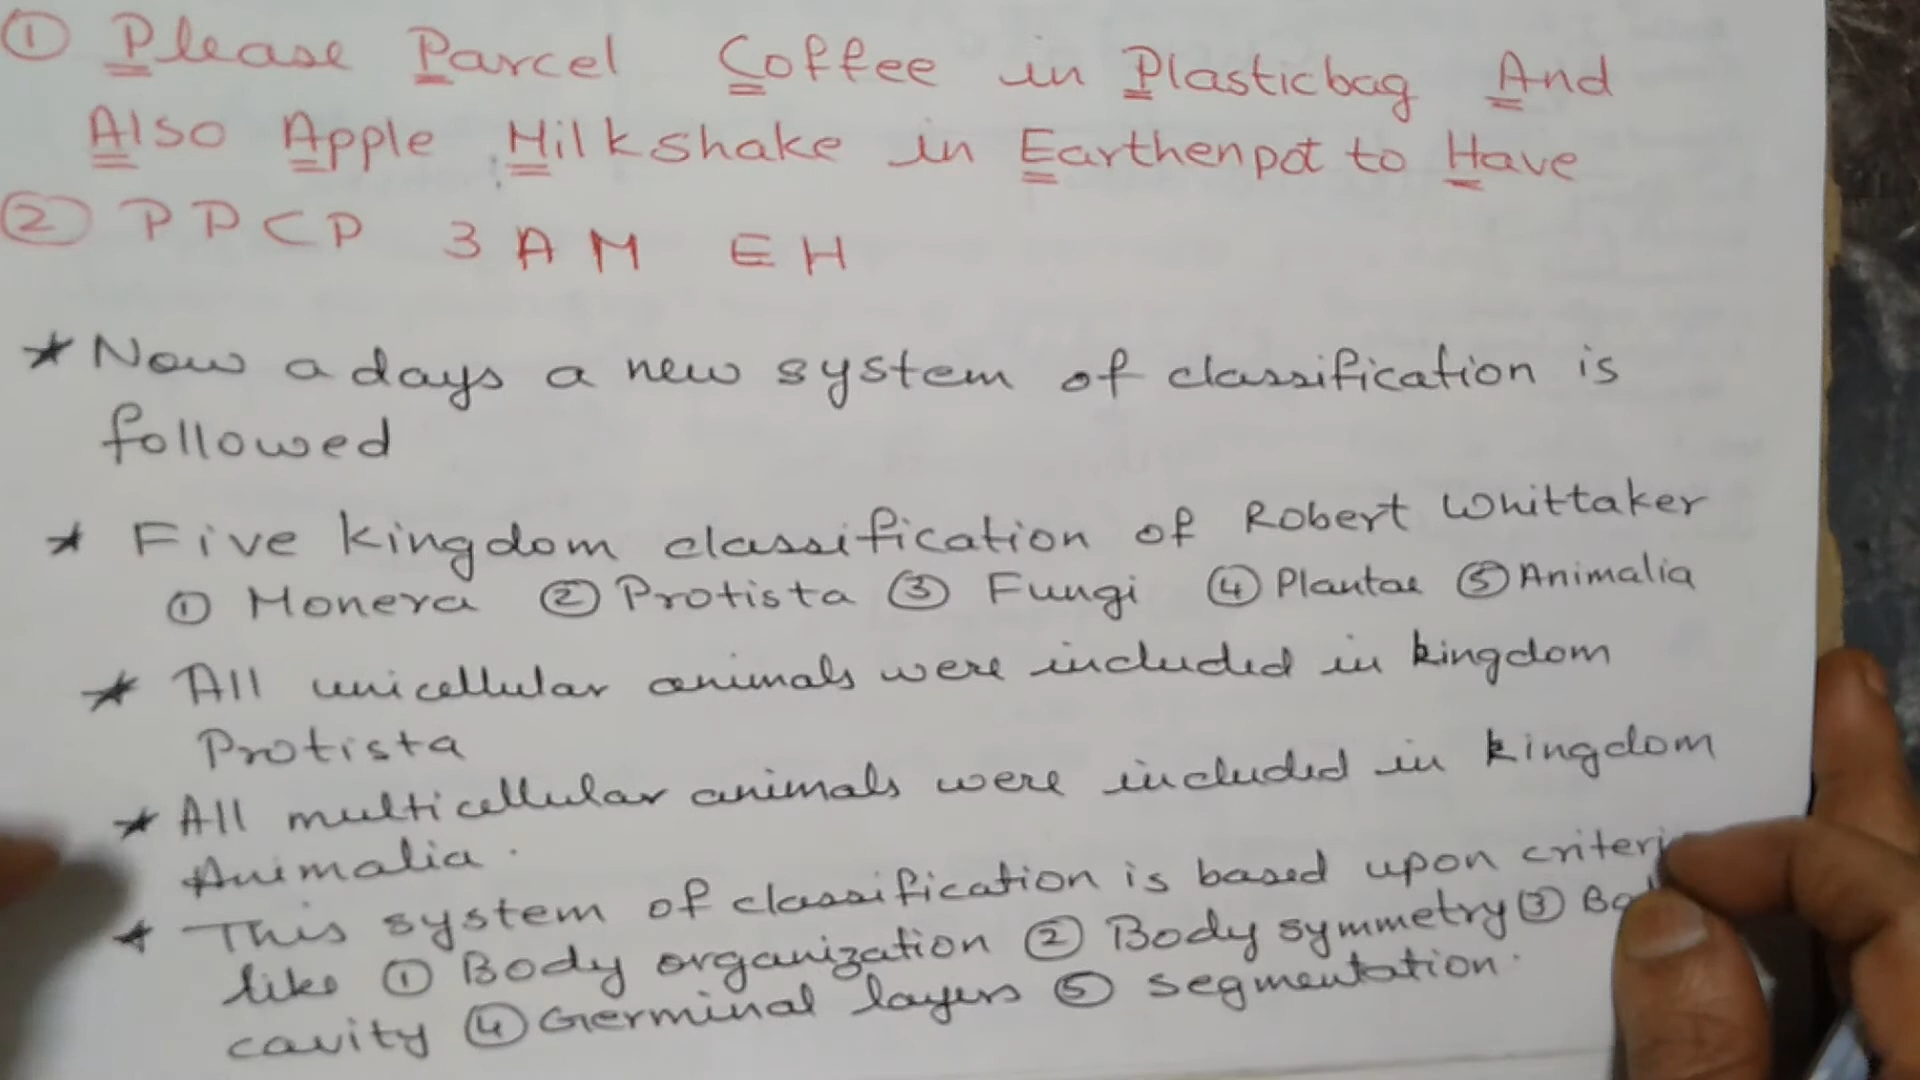 ① Please Parcel Coffee in Plasticbag And
Also Apple Milkshake in Earthenpot to Have
② PPCP 3 A M E H
★ Now a days a new system of classification is
followed
★ Five kingdom classification of Robert Whittaker
① Monera ② Protista ③ Fungi ④ Plantae ⑤ Animalia
★ All unicellular animals were included in kingdom
Protista
★ All multicellular animals were included in kingdom
Animalia.
★ This system of classification is based upon
like ① Body organization ② Body symmetry ③
cavity ④ Germinal layers ⑤ segmentation.